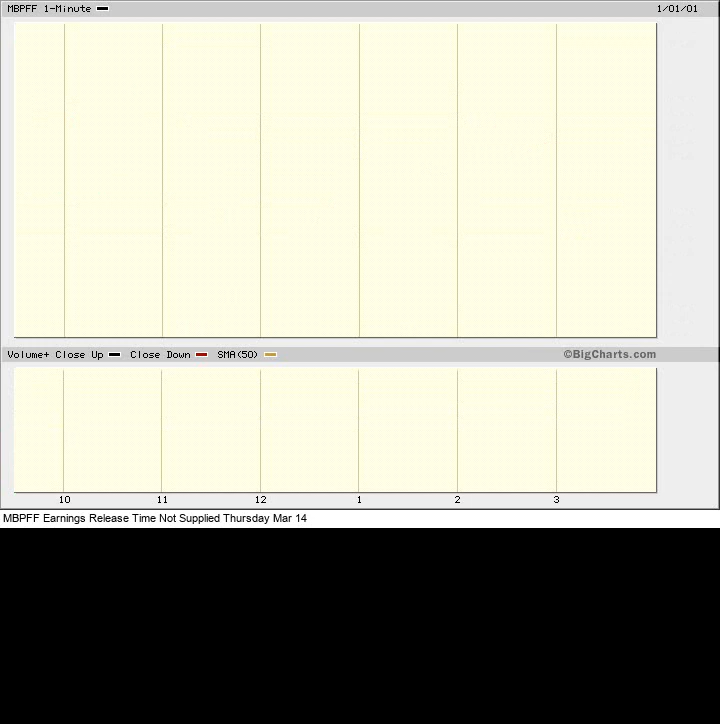 MBPFF 1-Minute 1/01/01
Volume+ Close Up Close Down SMA(50) ©BigCharts.com
10 11 12 1 2 3
MBPFF Earnings Release Time Not Supplied Thursday Mar 14